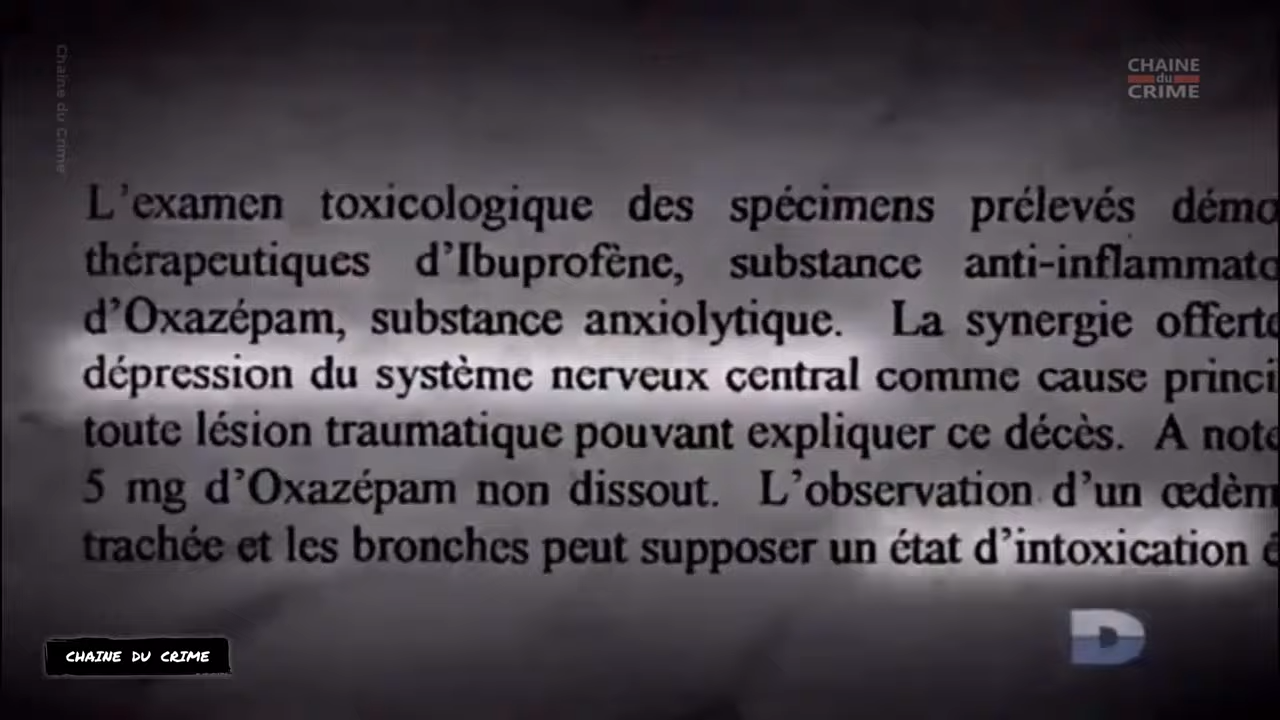 Chaine du Crime
CHAINE
du
CRIME
L'examen toxicologique des spécimens prélevés démo
thérapeutiques d'Ibuprofène, substance anti-inflammato
d'Oxazépam, substance anxiolytique. La synergie offerte
dépression du système nerveux central comme cause princi
toute lésion traumatique pouvant expliquer ce décès. A note
5 mg d'Oxazépam non dissout. L'observation d'un œdèm
trachée et les bronches peut supposer un état d'intoxication é
CHAINE DU CRIME
D